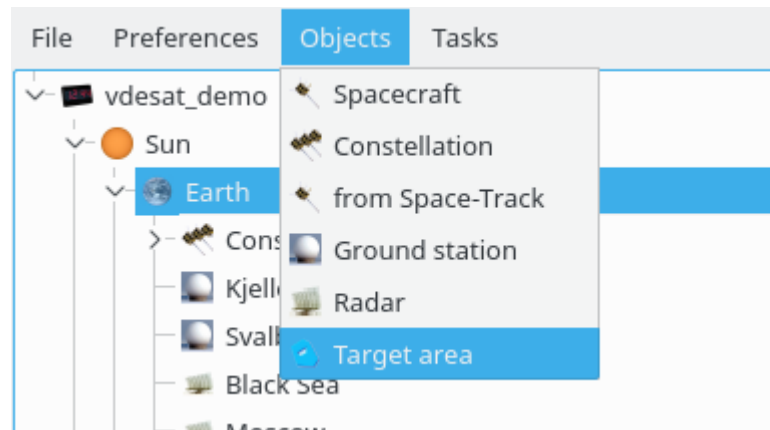 File Preferences Objects Tasks
vdesat_demo
Spacecraft
Sun
Constellation
Earth
from Space-Track
Ground station
Radar
Target area
Black Sea